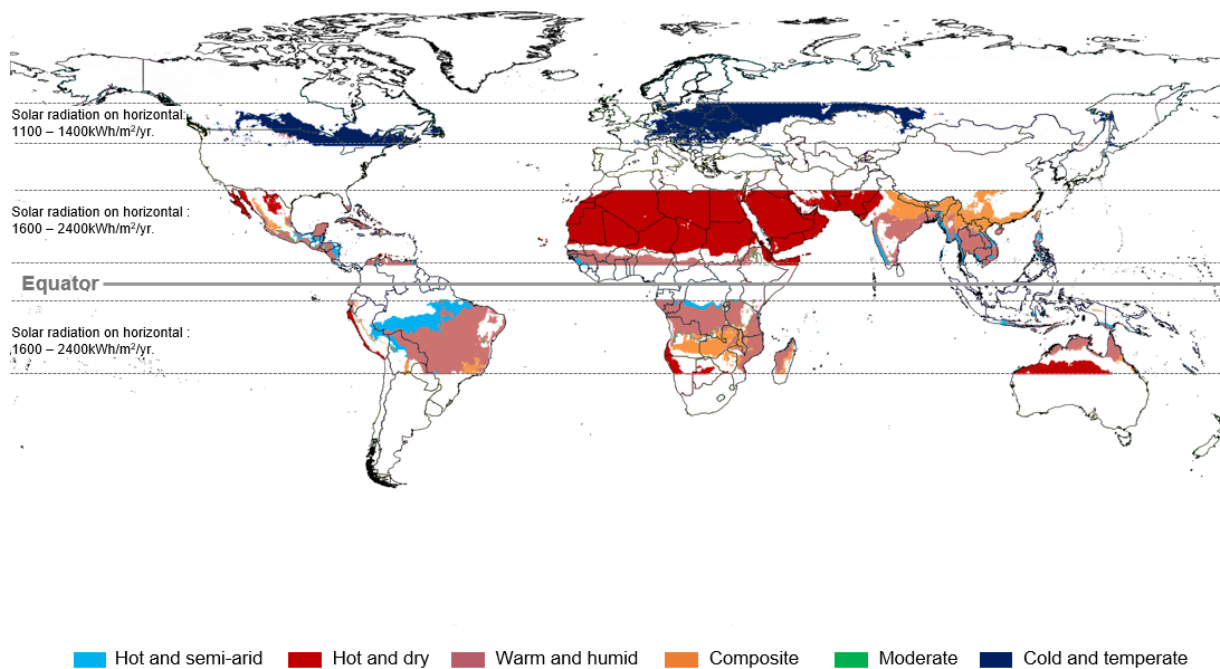 Solar radiation on horizontal :
1100 – 1400kWh/m²/yr.
Solar radiation on horizontal :
1600 – 2400kWh/m²/yr.
Equator
Solar radiation on horizontal :
1600 – 2400kWh/m²/yr.
Hot and semi-arid Hot and dry Warm and humid Composite Moderate Cold and temperate